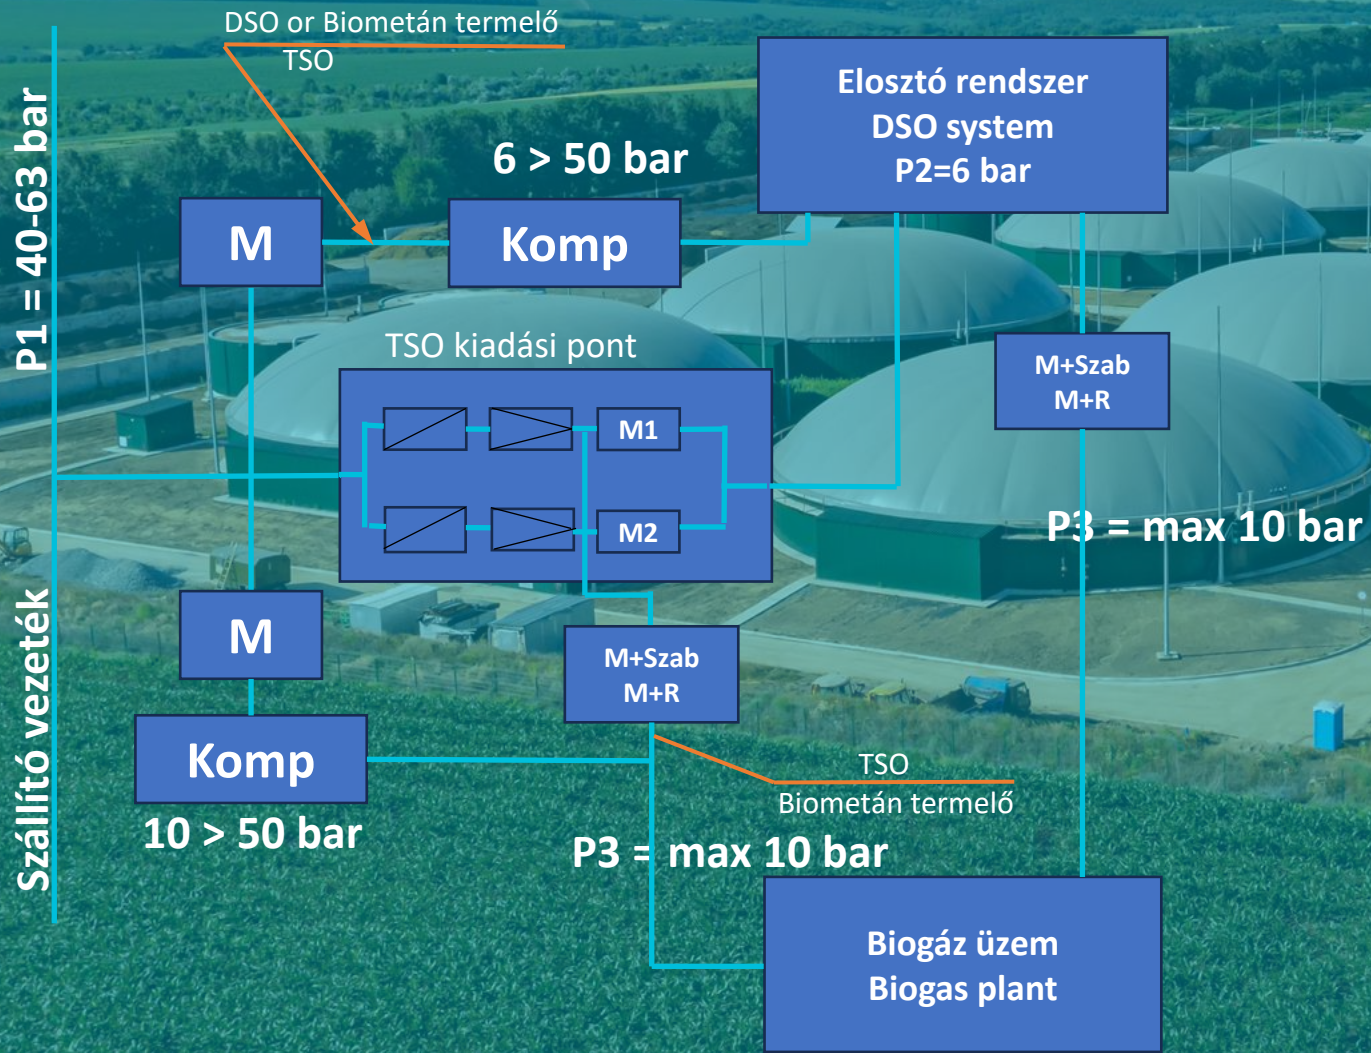 DSO or Biometán termelő
TSO
Elosztó rendszer
DSO system
P2=6 bar
P1 = 40-63 bar
6 > 50 bar
M
Komp
TSO kiadási pont
M+Szab
M+R
M1
M2
P3 = max 10 bar
Szállító vezeték
M
M+Szab
M+R
Komp
TSO
Biometán termelő
10 > 50 bar
P3 = max 10 bar
Biogáz üzem
Biogas plant